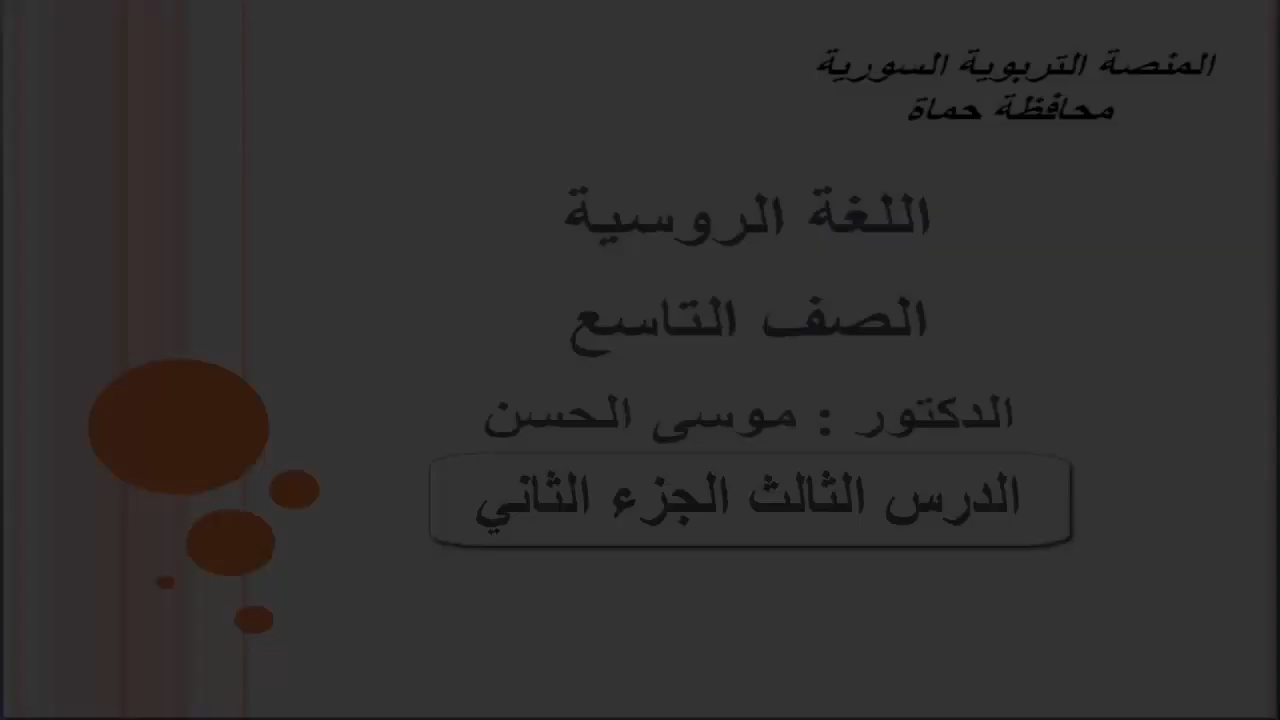 المنصة التربوية السورية
محافظة حماة
اللغة الروسية
الصف التاسع
الدكتور : موسى الحسن
الدرس الثالث الجزء الثاني